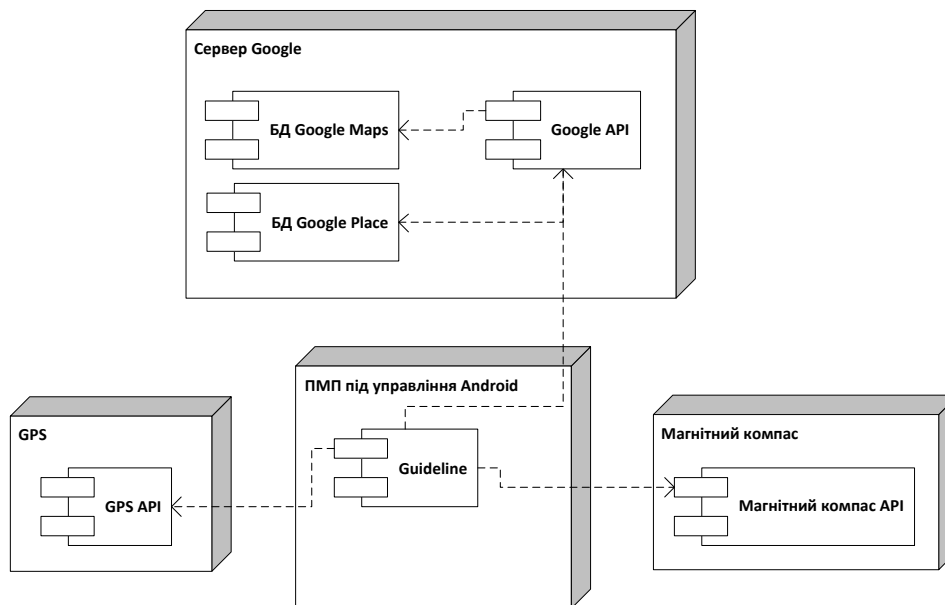 Сервер Google
БД Google Maps
Google API
БД Google Place
ПМП під управління Android
Guideline
GPS
GPS API
Магнітний компас
Магнітний компас API